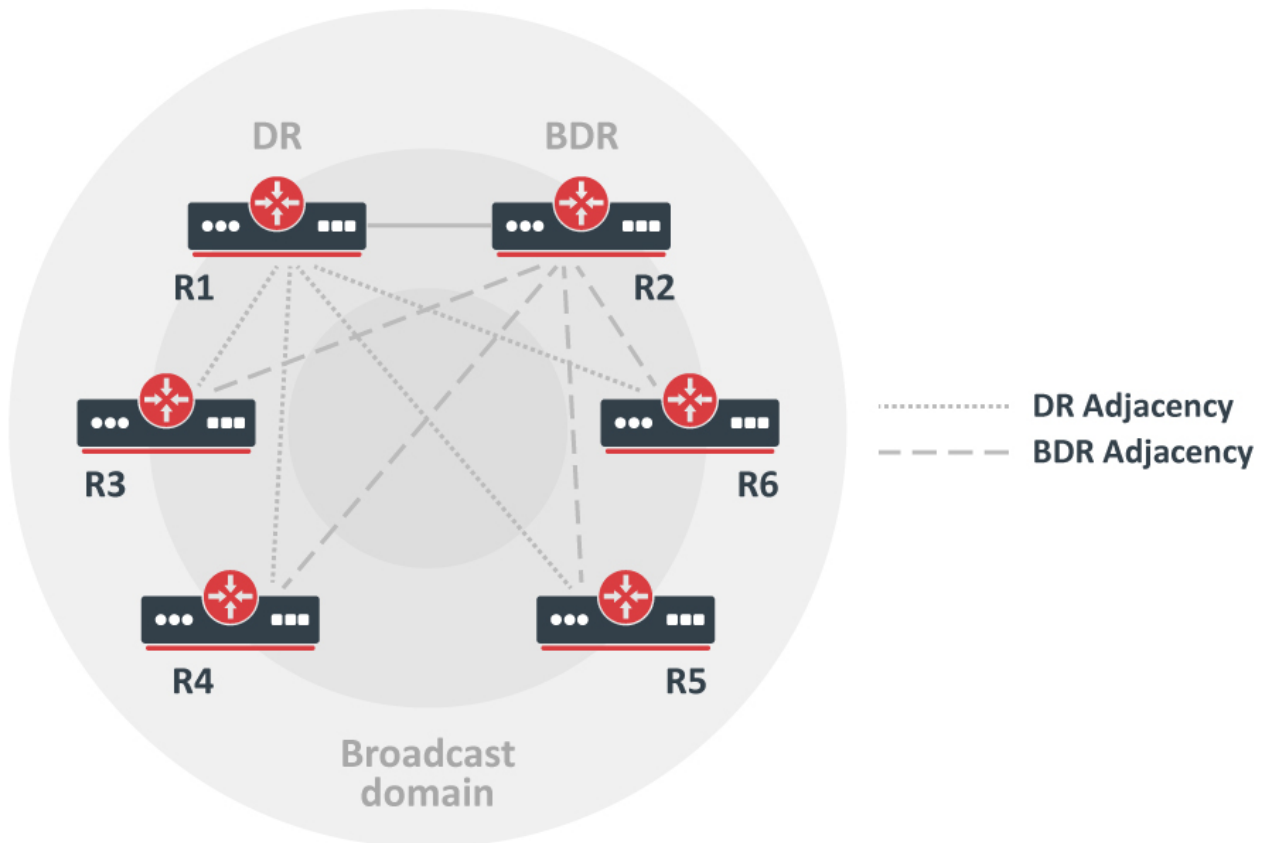 DR
BDR
R1
R2
R3
R6
DR Adjacency
BDR Adjacency
R4
R5
Broadcast
domain